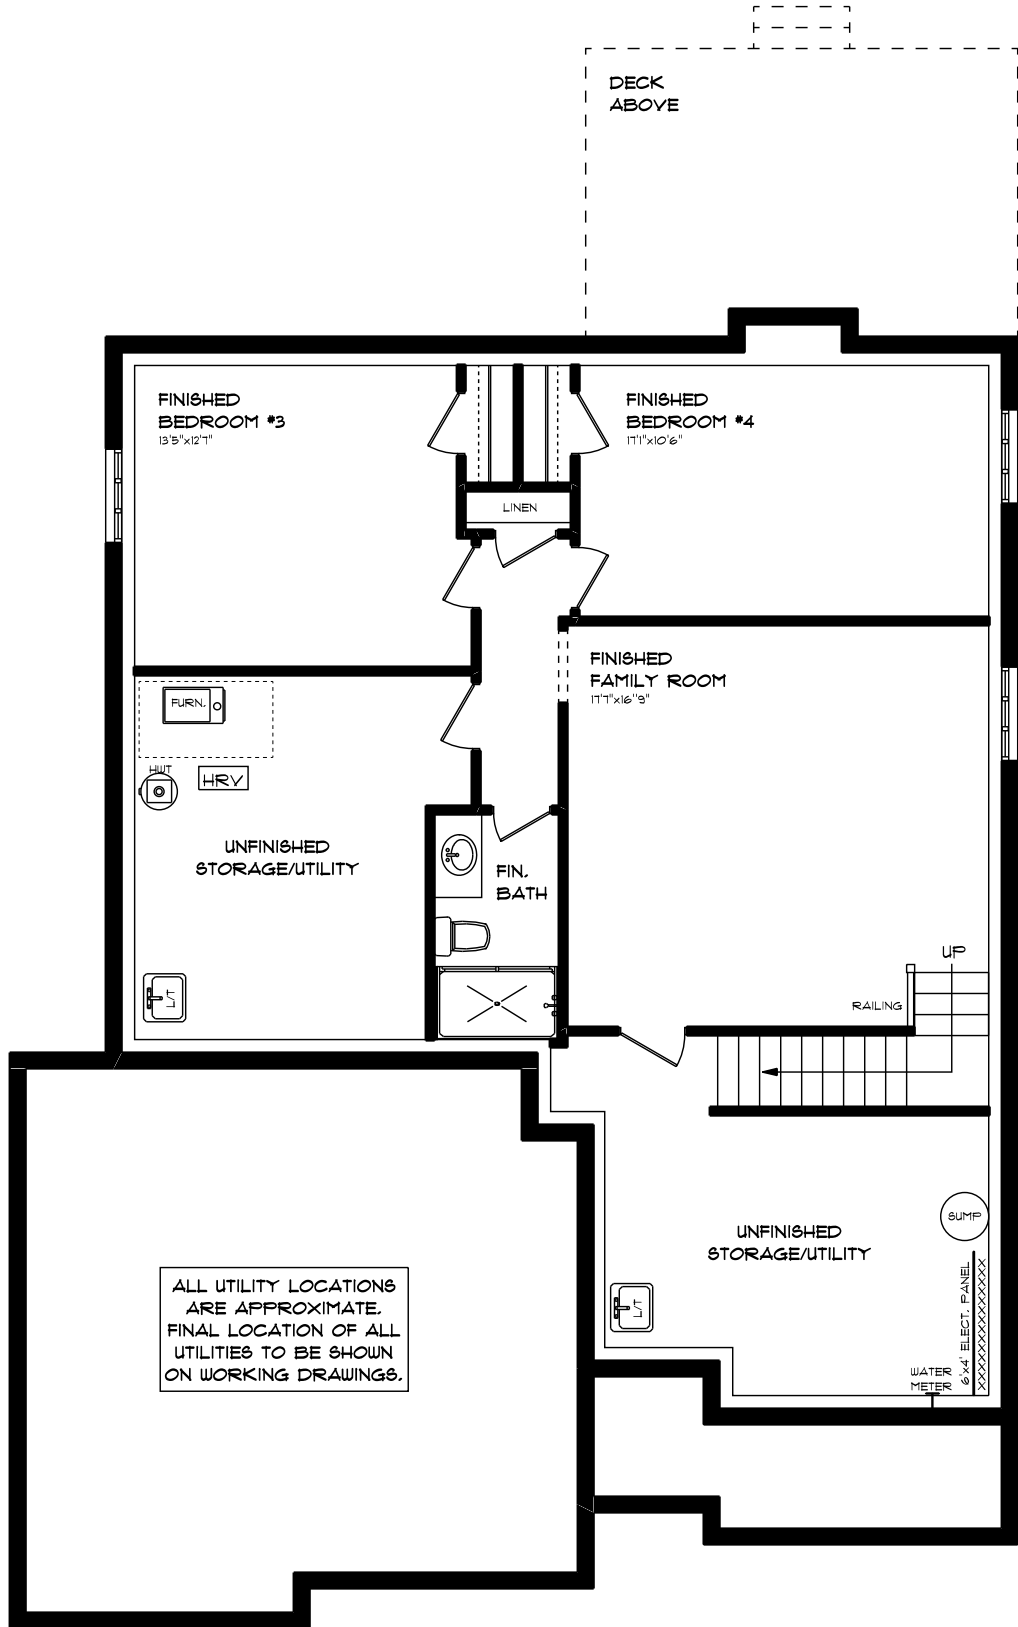 DECK
ABOVE
FINISHED
BEDROOM #3
13'5"x12'7"
FINISHED
BEDROOM #4
17'1"x10'6"
LINEN
FINISHED
FAMILY ROOM
17'7"x16'9"
FURN.
HWT
HRV
UNFINISHED
STORAGE/UTILITY
FIN.
BATH
L/T
UP
RAILING
SUMP
UNFINISHED
STORAGE/UTILITY
6'x4' ELECT. PANEL
XXXXXXXXXXXXXXX
L/T
WATER
METER
ALL UTILITY LOCATIONS
ARE APPROXIMATE.
FINAL LOCATION OF ALL
UTILITIES TO BE SHOWN
ON WORKING DRAWINGS.